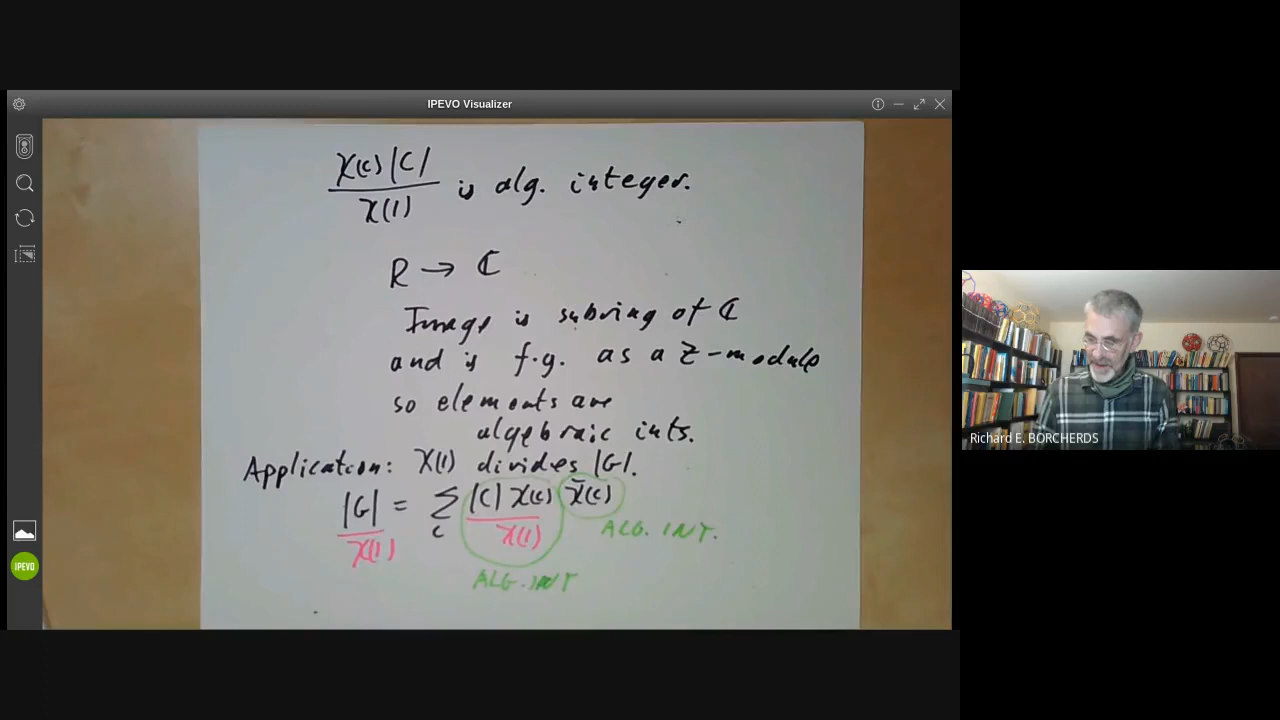 IPEVO Visualizer
χ(c)|C|
χ(1)
is alg. integer.
R → ℂ
Image is subring of ℂ
and is f.g. as a Z-module
so elements are
algebraic ints.
Application: χ(1) divides |G|.
|G| = Σ |C| χ(c) χ̄(c)
χ(1) c χ(1)
ALG. INT.
ALG. INT
IPEVO
Richard E. BORCHERDS